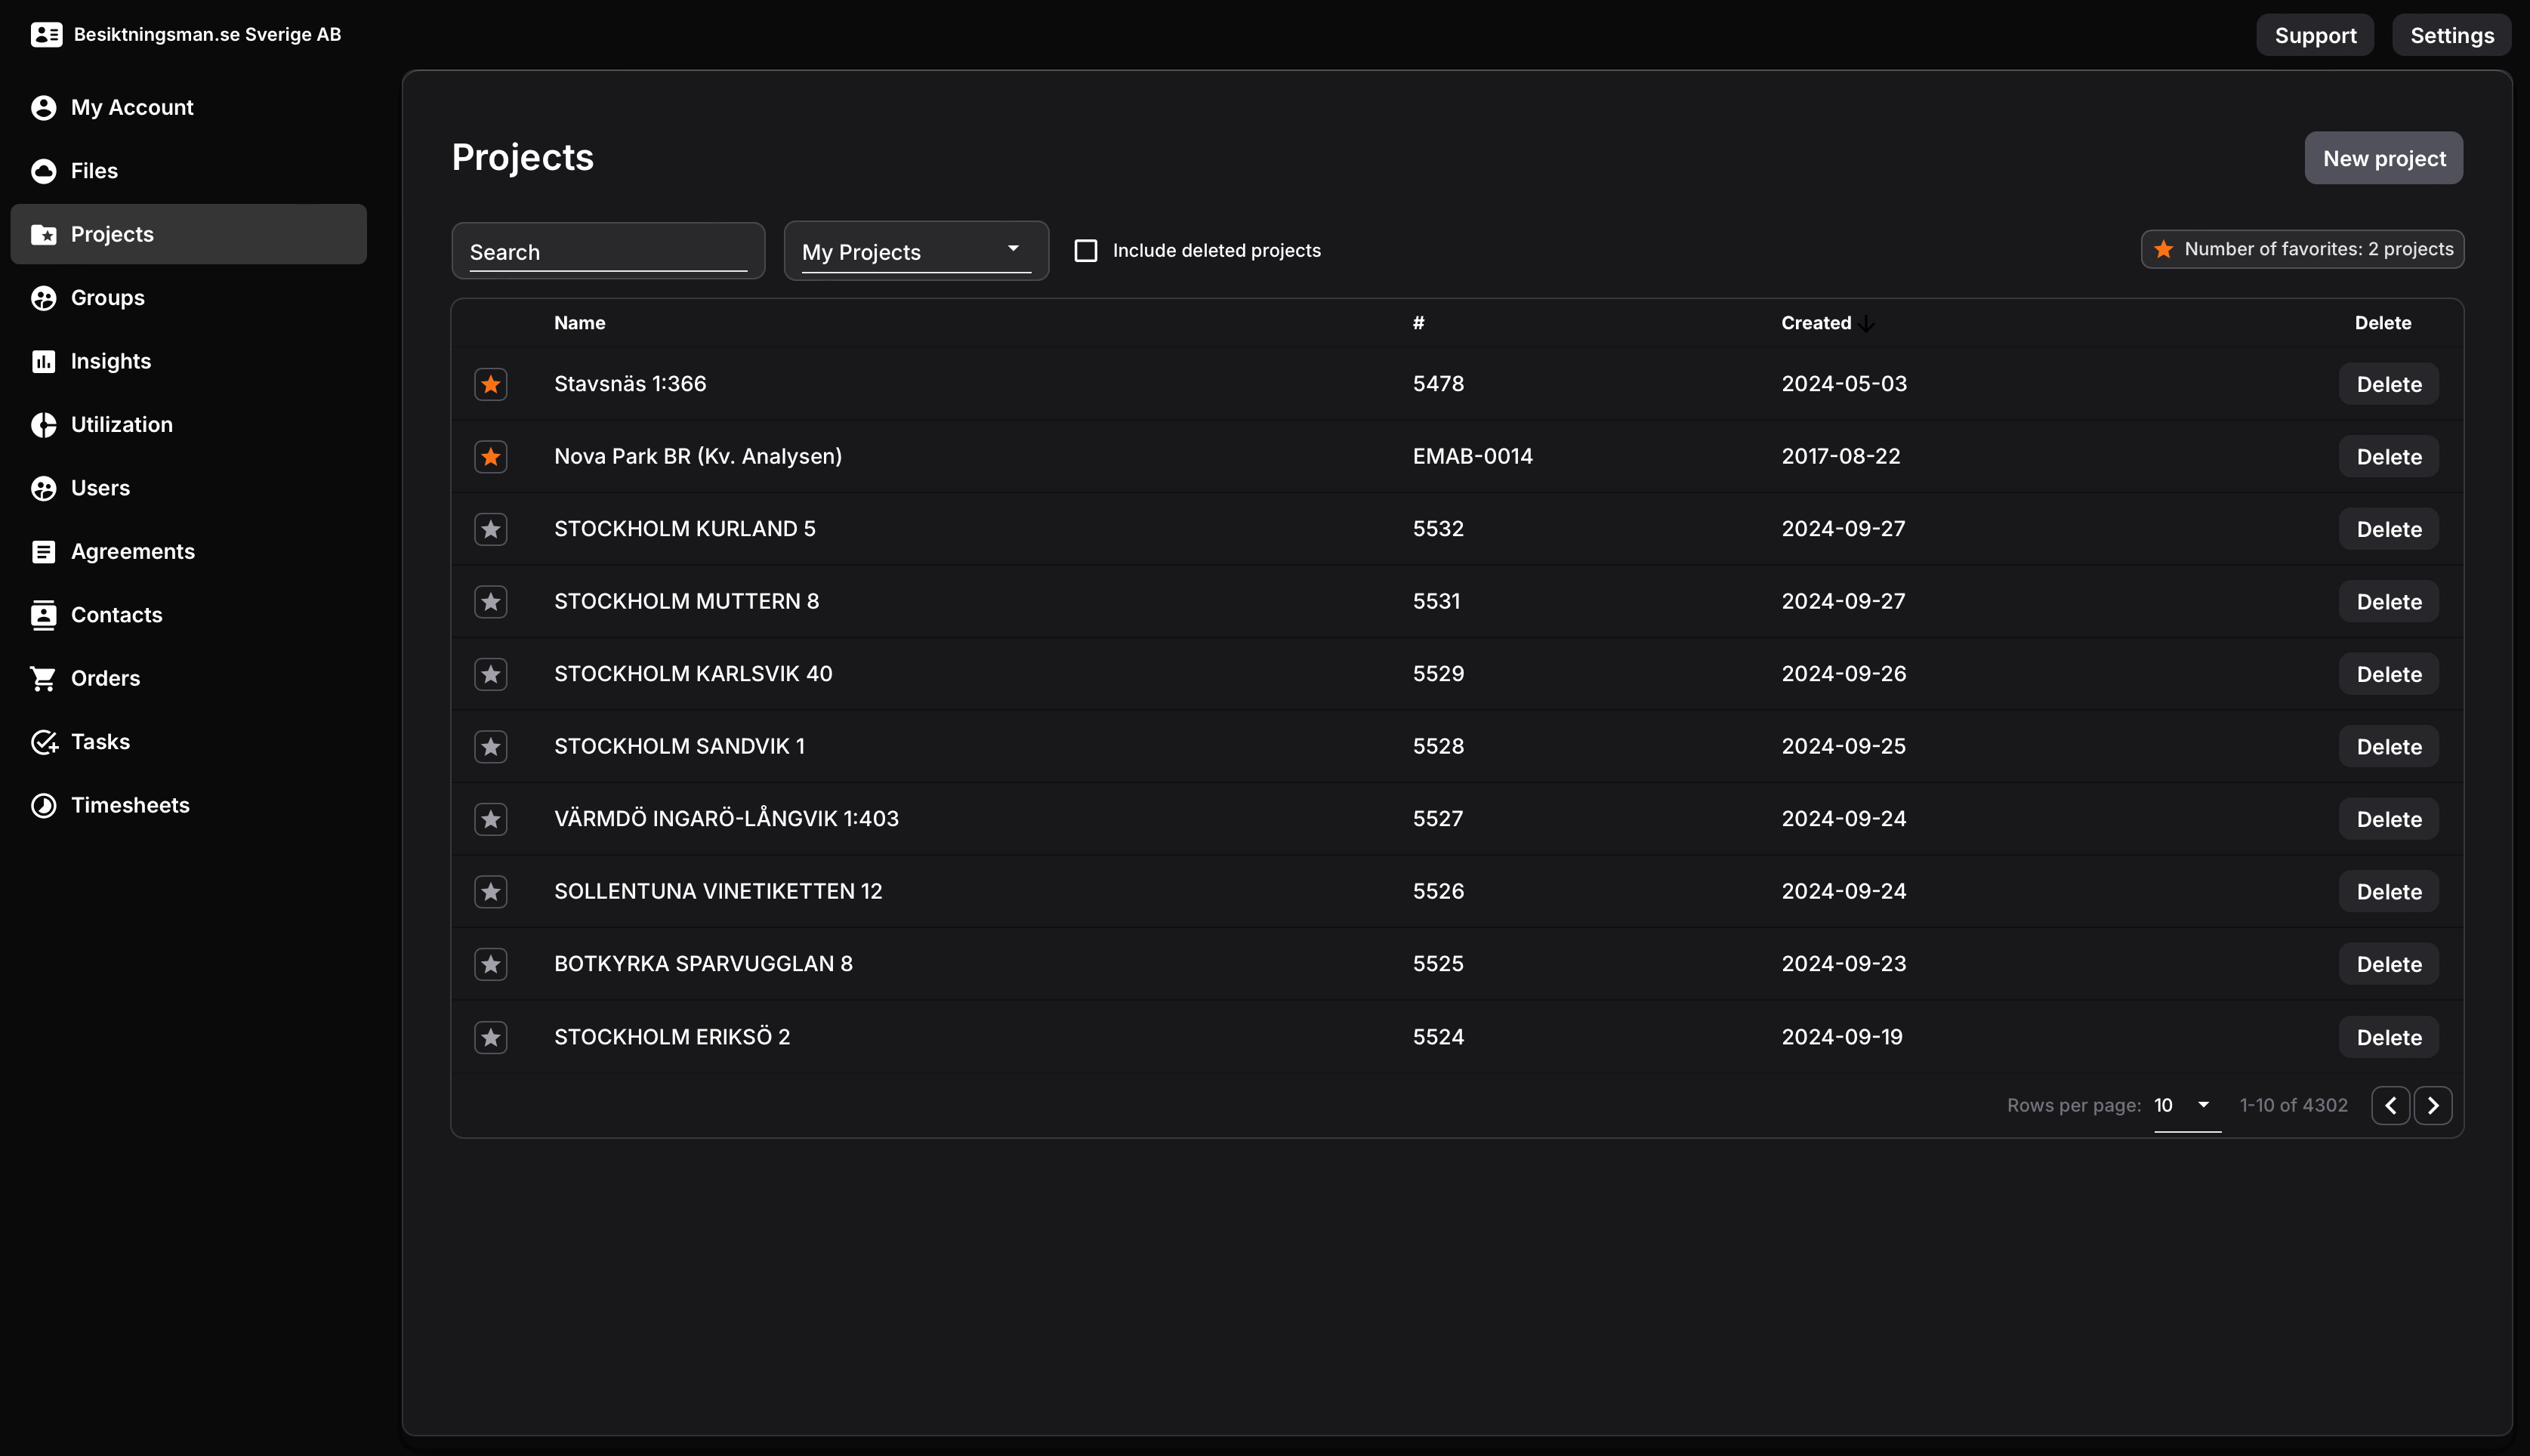 Besiktningsman.se Sverige AB
Support
Settings
My Account
Files
Projects
Groups
Insights
Utilization
Users
Agreements
Contacts
Orders
Tasks
Timesheets
Projects
New project
Search
My Projects
Include deleted projects
Number of favorites: 2 projects
Name # Created Delete
Stavsnäs 1:366 5478 2024-05-03 Delete
Nova Park BR (Kv. Analysen) EMAB-0014 2017-08-22 Delete
STOCKHOLM KURLAND 5 5532 2024-09-27 Delete
STOCKHOLM MUTTERN 8 5531 2024-09-27 Delete
STOCKHOLM KARLSVIK 40 5529 2024-09-26 Delete
STOCKHOLM SANDVIK 1 5528 2024-09-25 Delete
VÄRMDÖ INGARÖ-LÅNGVIK 1:403 5527 2024-09-24 Delete
SOLLENTUNA VINETIKETTEN 12 5526 2024-09-24 Delete
BOTKYRKA SPARVUGGLAN 8 5525 2024-09-23 Delete
STOCKHOLM ERIKSÖ 2 5524 2024-09-19 Delete
Rows per page: 10 1-10 of 4302